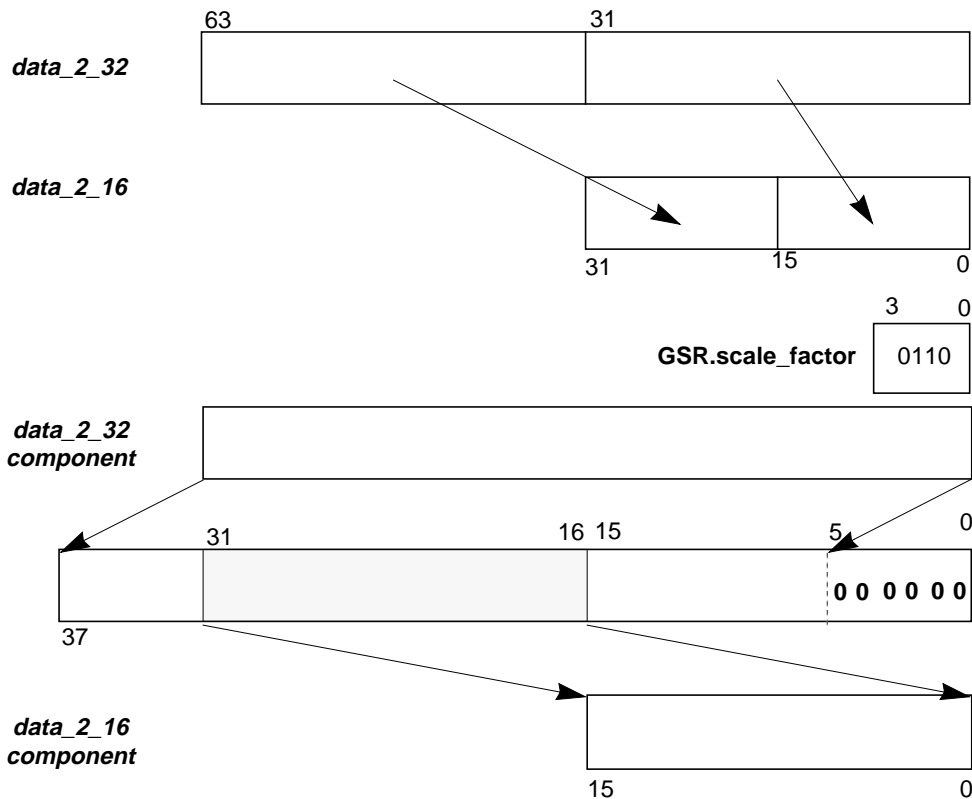 63 31
data_2_32
data_2_16
31 15 0
3 0
GSR.scale_factor 0110
data_2_32
component
31 16 15 5 0
0 0 0 0 0 0
37
data_2_16
component
15 0